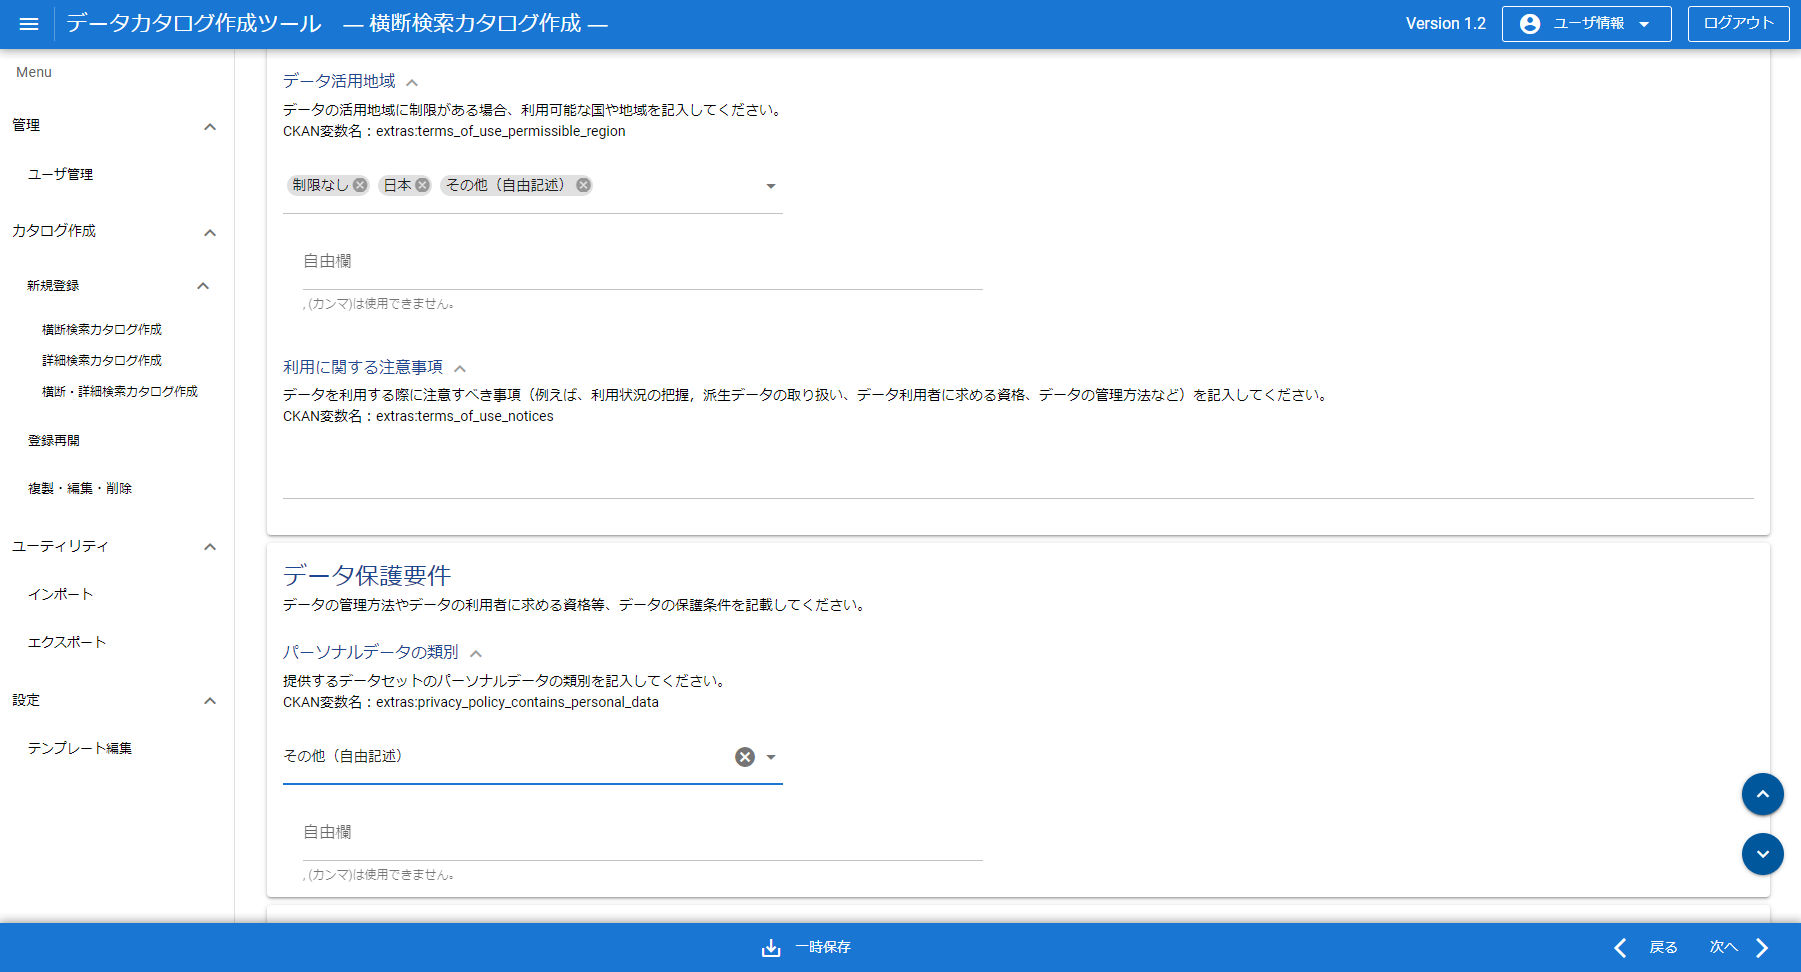 データカタログ作成ツール ― 横断検索カタログ作成 ―
Version 1.2
ユーザ情報
ログアウト
Menu
管理
ユーザ管理
カタログ作成
新規登録
横断検索カタログ作成
詳細検索カタログ作成
横断・詳細検索カタログ作成
登録再開
複製・編集・削除
ユーティリティ
インポート
エクスポート
設定
テンプレート編集
データ活用地域
データの活用地域に制限がある場合、利用可能な国や地域を記入してください。
CKAN変数名：extras:terms_of_use_permissible_region
制限なし 日本 その他（自由記述）
自由欄
, (カンマ)は使用できません。
利用に関する注意事項
データを利用する際に注意すべき事項（例えば、利用状況の把握，派生データの取り扱い、データ利用者に求める資格、データの管理方法など）を記入してください。
CKAN変数名：extras:terms_of_use_notices
データ保護要件
データの管理方法やデータの利用者に求める資格等、データの保護条件を記載してください。
パーソナルデータの類別
提供するデータセットのパーソナルデータの類別を記入してください。
CKAN変数名：extras:privacy_policy_contains_personal_data
その他（自由記述）
自由欄
, (カンマ)は使用できません。
一時保存
戻る
次へ